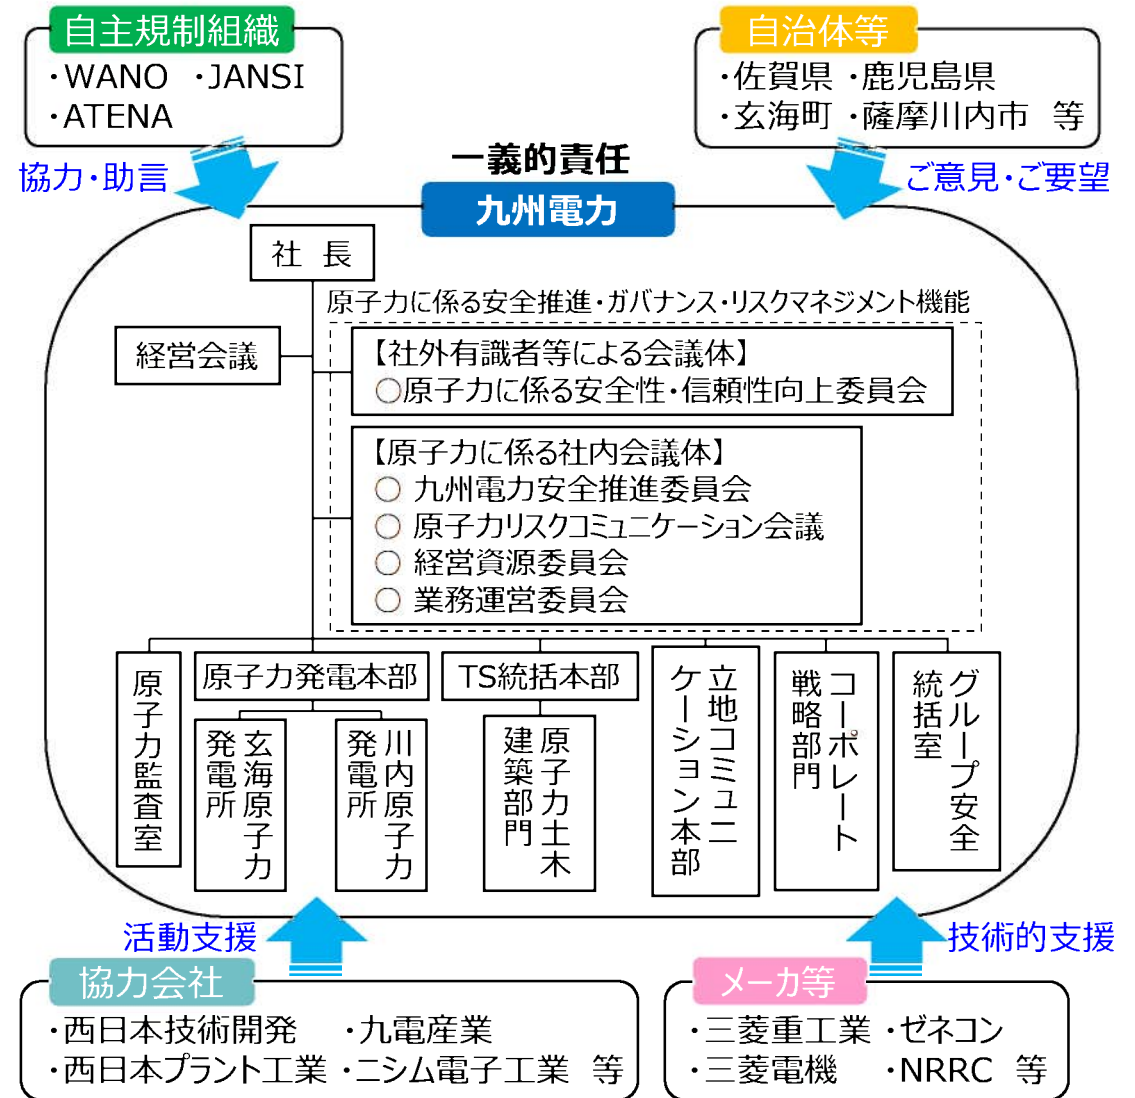 自主規制組織
・WANO ・JANSI
・ATENA
協力・助言
自治体等
・佐賀県 ・鹿児島県
・玄海町 ・薩摩川内市 等
ご意見・ご要望
一義的責任
九州電力
社 長
経営会議
原子力に係る安全推進・ガバナンス・リスクマネジメント機能
【社外有識者等による会議体】
○原子力に係る安全性・信頼性向上委員会
【原子力に係る社内会議体】
○ 九州電力安全推進委員会
○ 原子力リスクコミュニケーション会議
○ 経営資源委員会
○ 業務運営委員会
原子力監査室
原子力発電本部
玄海原子力
発電所
川内原子力
発電所
TS統括本部
原子力土木
建築部門
立地コミュニ
ケーション本部
コーポレート
戦略部門
グループ安全
統括室
活動支援
協力会社
・西日本技術開発 ・九電産業
・西日本プラント工業 ・ニシム電子工業 等
技術的支援
メーカ等
・三菱重工業 ・ゼネコン
・三菱電機 ・NRRC 等